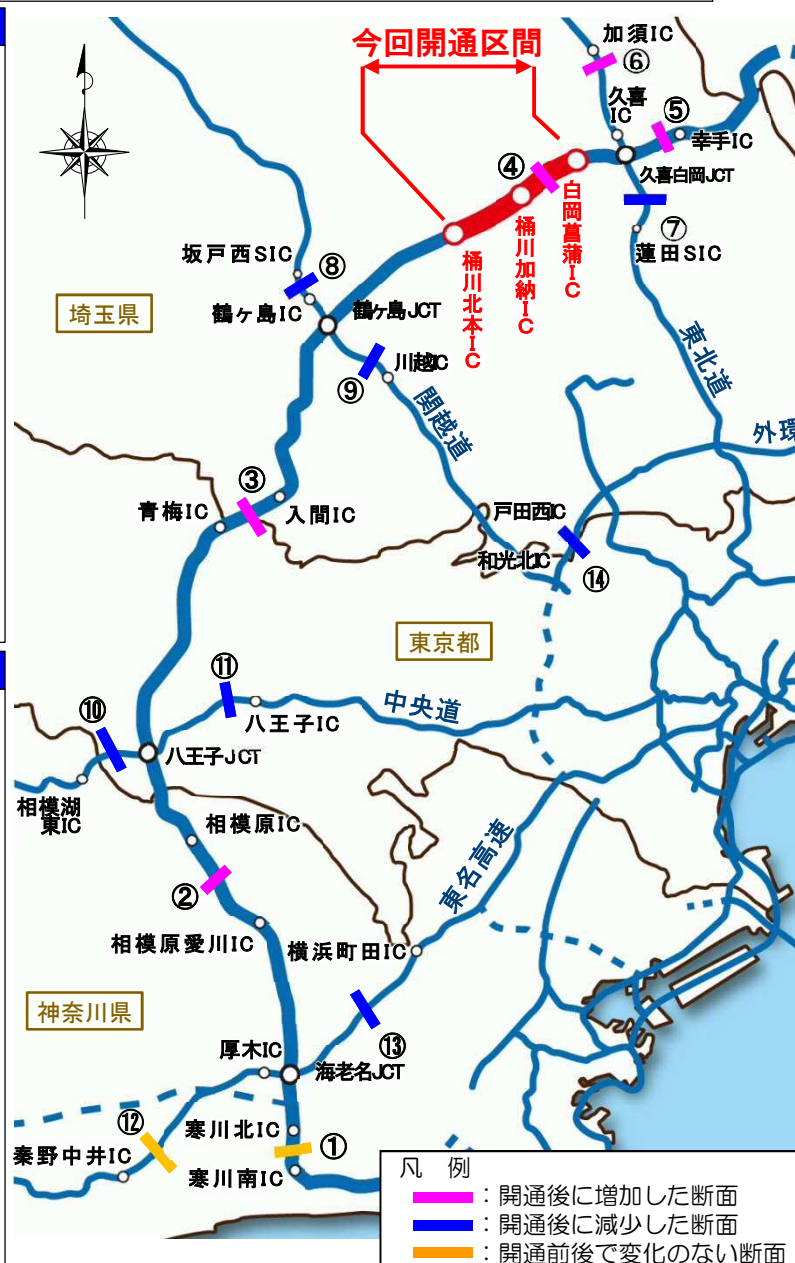 今回開通区間
加須IC
⑥
久喜
IC
⑤
幸手IC
④
久喜白岡JCT
白岡菖蒲IC
桶川加納IC
桶川北本IC
⑦
蓮田SIC
坂戸西SIC
⑧
鶴ヶ島IC
鶴ヶ島JCT
埼玉県
⑨
川越IC
関越道
東北道
外環
③
青梅IC
入間IC
戸田西IC
和光北IC
⑭
東京都
⑪
八王子IC
中央道
⑩
八王子JCT
相模湖
東IC
相模原IC
②
相模原愛川IC
東名高速
横浜町田IC
神奈川県
⑬
厚木IC
海老名JCT
⑫
寒川北IC
①
秦野中井IC
寒川南IC
凡 例
：開通後に増加した断面
：開通後に減少した断面
：開通前後で変化のない断面